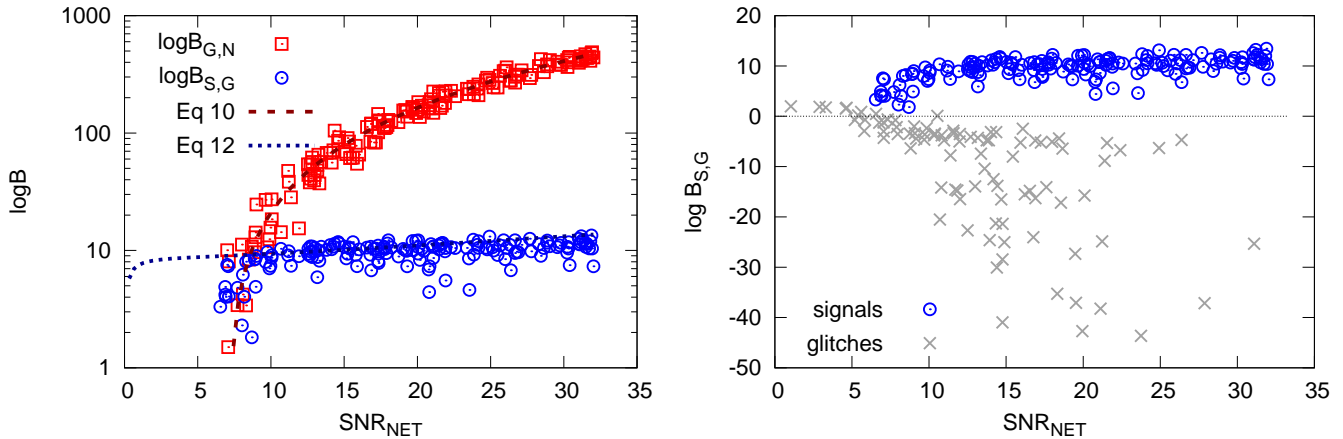 1000
100
10
1
logB
logB_G,N
logB_S,G
Eq 10
Eq 12
0 5 10 15 20 25 30 35
SNR_NET
20
10
0
-10
-20
-30
-40
-50
log B_S,G
signals
glitches
0 5 10 15 20 25 30 35
SNR_NET